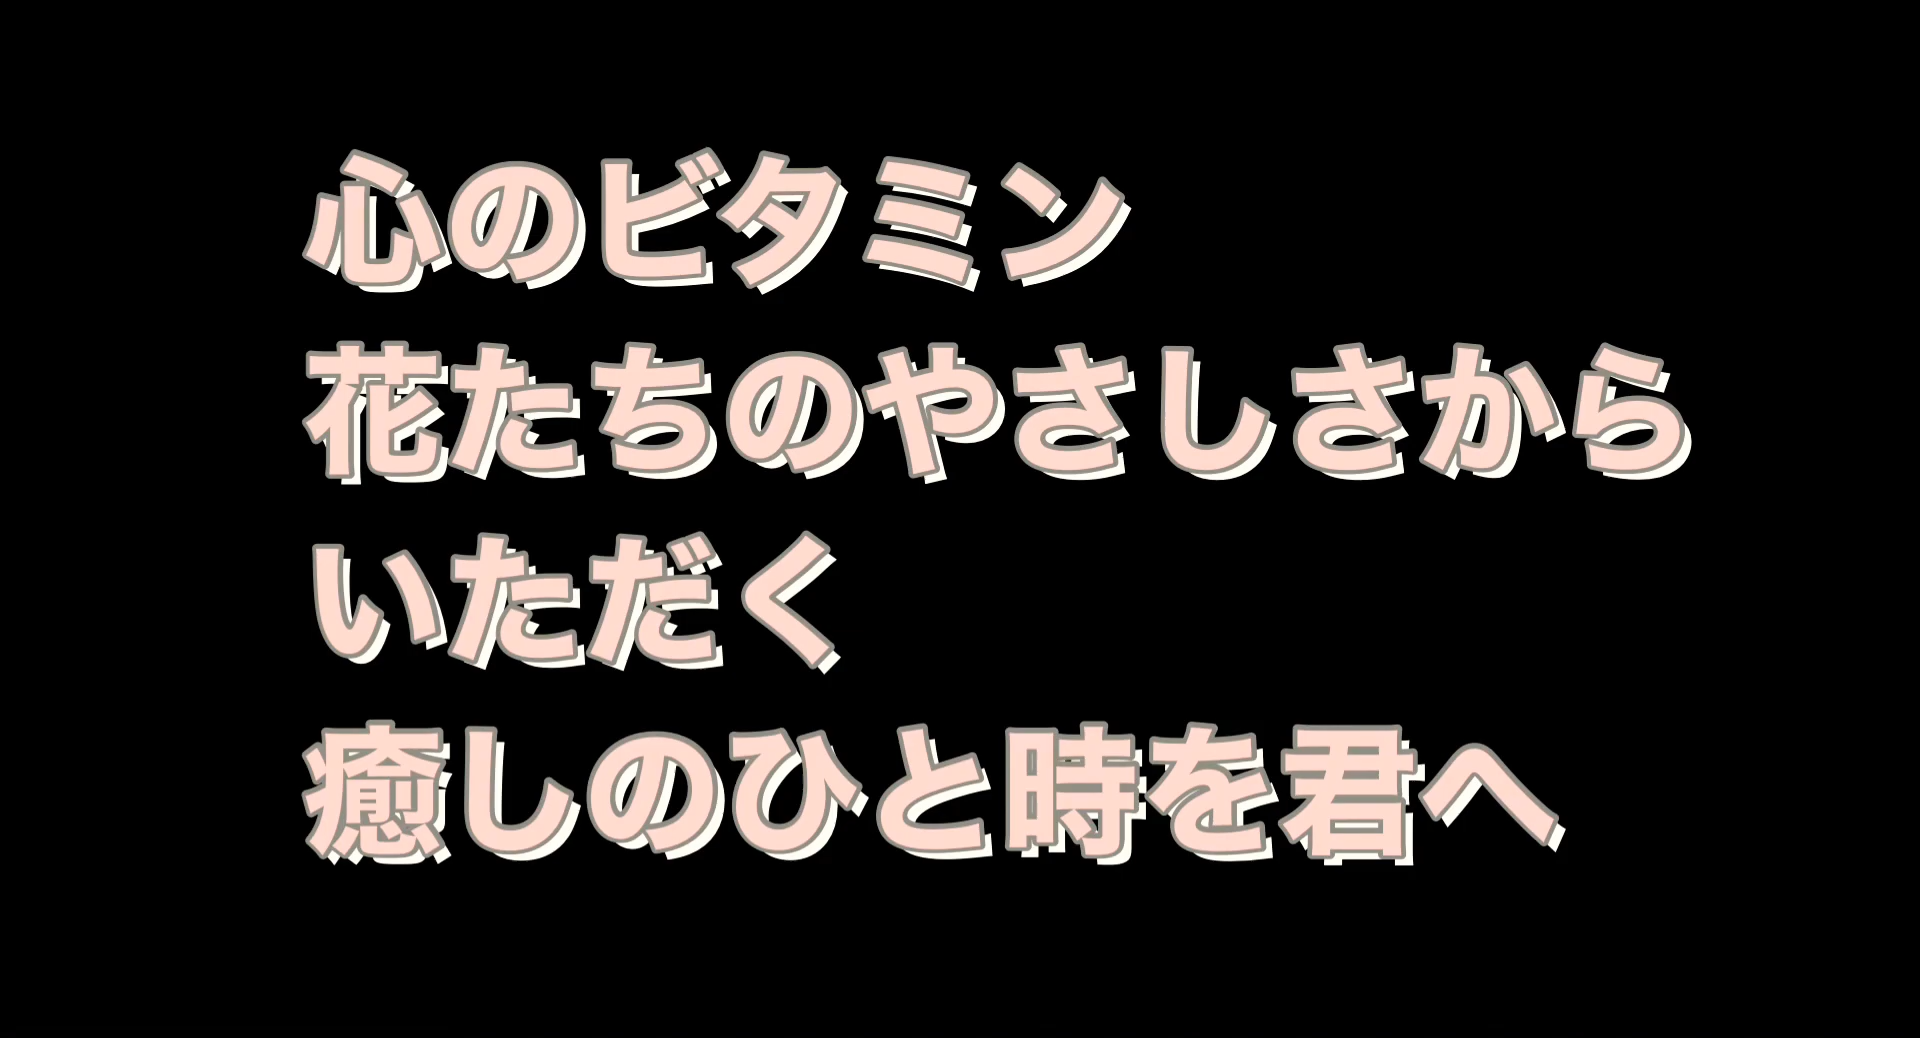 心のビタミン
花たちのやさしさから
いただく
癒しのひと時を君へ